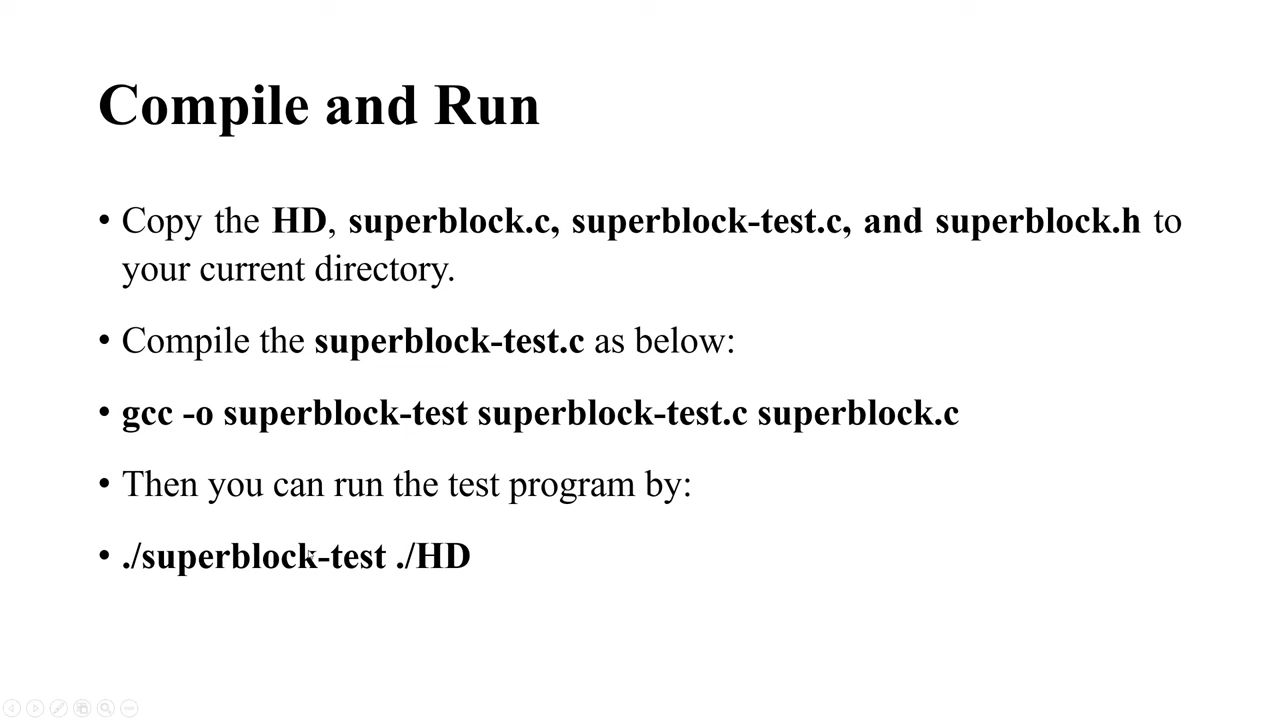 Compile and Run
• Copy the HD, superblock.c, superblock-test.c, and superblock.h to
your current directory.
• Compile the superblock-test.c as below:
• gcc -o superblock-test superblock-test.c superblock.c
• Then you can run the test program by:
• ./superblock-test ./HD